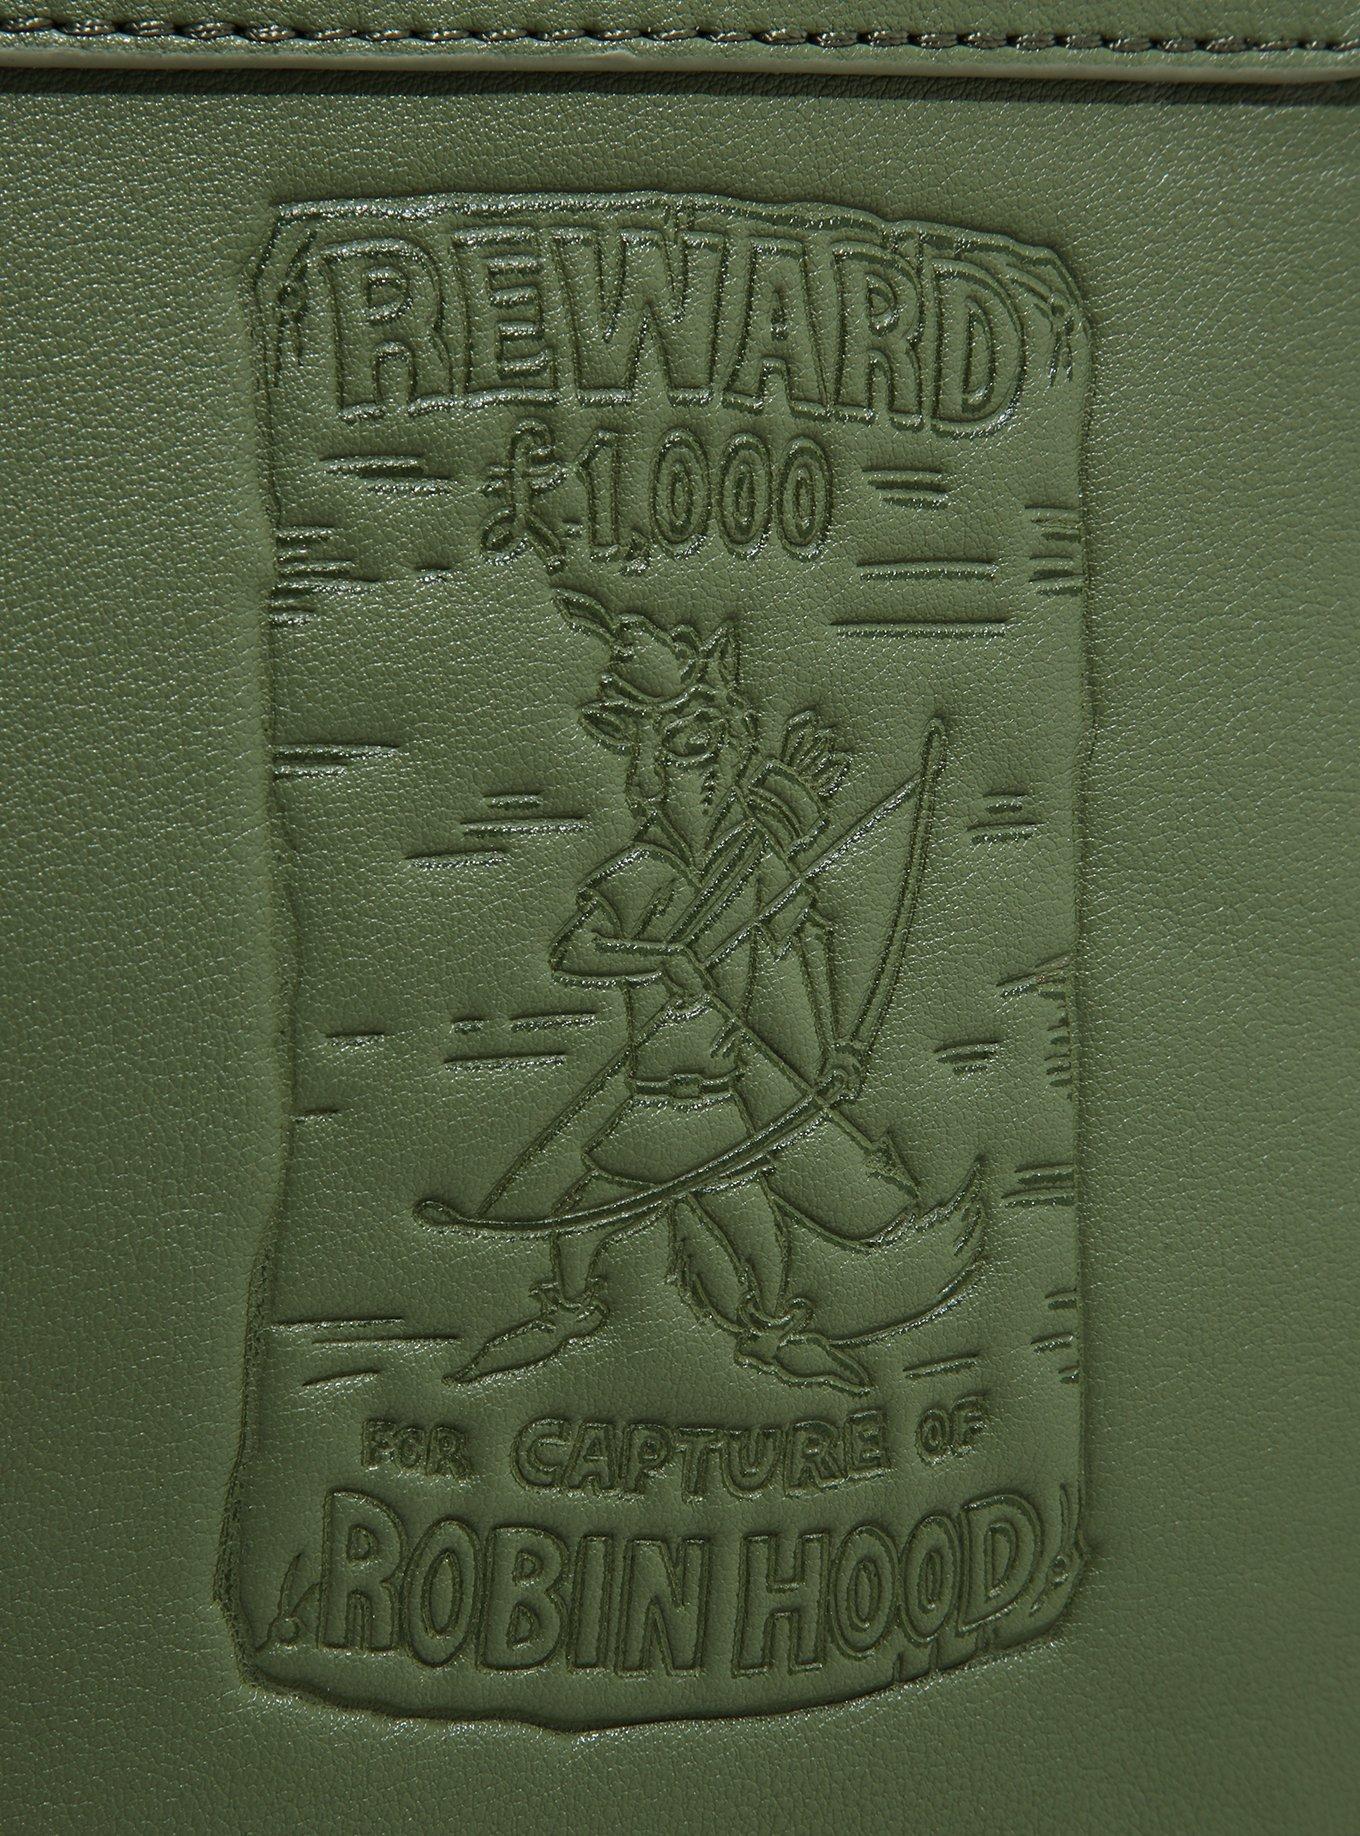 REWARD
£1,000
FOR CAPTURE OF
ROBIN HOOD